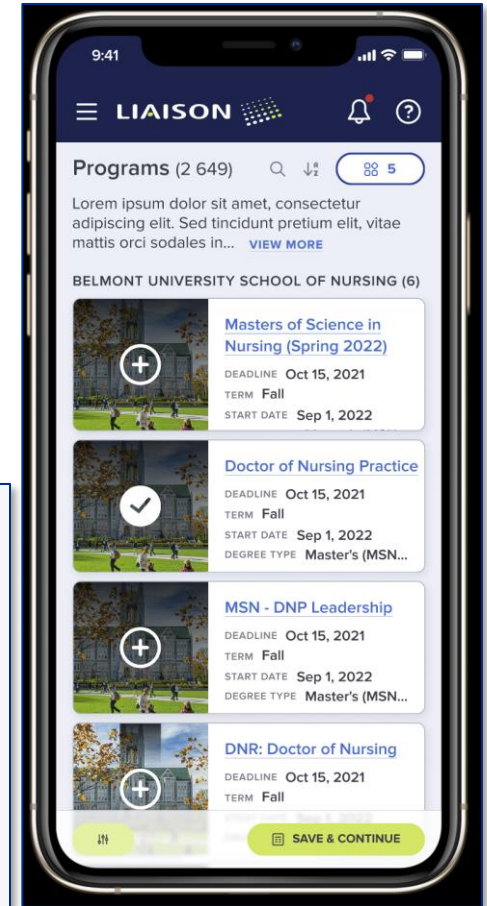 9:41
LIAISON
Programs (2 649)
5
Lorem ipsum dolor sit amet, consectetur
adipiscing elit. Sed tincidunt pretium elit, vitae
mattis orci sodales in... VIEW MORE
BELMONT UNIVERSITY SCHOOL OF NURSING (6)
Masters of Science in
Nursing (Spring 2022)
DEADLINE Oct 15, 2021
TERM Fall
START DATE Sep 1, 2022
Doctor of Nursing Practice
DEADLINE Oct 15, 2021
TERM Fall
START DATE Sep 1, 2022
DEGREE TYPE Master's (MSN...
MSN - DNP Leadership
DEADLINE Oct 15, 2021
TERM Fall
START DATE Sep 1, 2022
DEGREE TYPE Master's (MSN...
DNR: Doctor of Nursing
DEADLINE Oct 15, 2021
TERM Fall
SAVE & CONTINUE